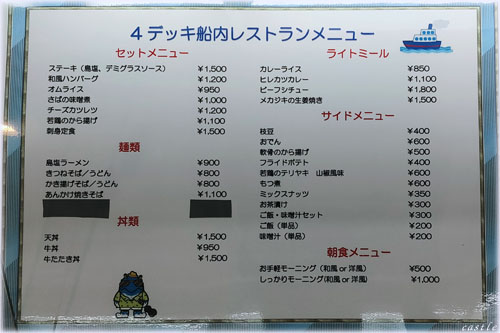 4デッキ船内レストランメニュー
セットメニュー
ステーキ（島塩、デミグラスソース） ¥1,500
和風ハンバーグ ¥1,200
オムライス ¥950
さばの味噌煮 ¥1,000
チーズカツレツ ¥1,200
若鶏のから揚げ ¥1,100
刺身定食 ¥1,500
麺類
島塩ラーメン ¥900
きつねそば／うどん ¥800
かき揚げそば／うどん ¥800
あんかけ焼きそば ¥1,100
丼類
天丼 ¥1,500
牛丼 ¥950
牛たたき丼 ¥1,500
ライトミール
カレーライス ¥850
ヒレカツカレー ¥1,100
ビーフシチュー ¥1,800
メカジキの生姜焼き ¥1,500
サイドメニュー
枝豆 ¥400
おでん ¥600
軟骨のから揚げ ¥500
フライドポテト ¥400
若鶏のテリヤキ　山椒風味 ¥600
もつ煮 ¥600
ミックスナッツ ¥350
お茶漬け ¥300
ご飯・味噌汁セット ¥300
ご飯（単品） ¥200
味噌汁（単品） ¥200
朝食メニュー
お手軽モーニング（和風 or 洋風） ¥500
しっかりモーニング（和風 or 洋風） ¥1,000